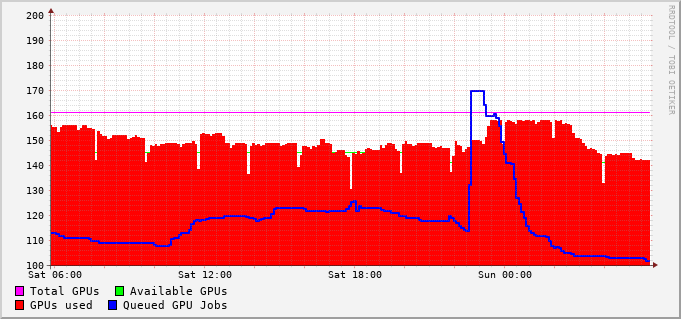 200
190
180
170
160
150
140
130
120
110
100
Sat 06:00 Sat 12:00 Sat 18:00 Sun 00:00
Total GPUs Available GPUs
GPUs used Queued GPU Jobs
RRDTOOL / TOBI OETIKER